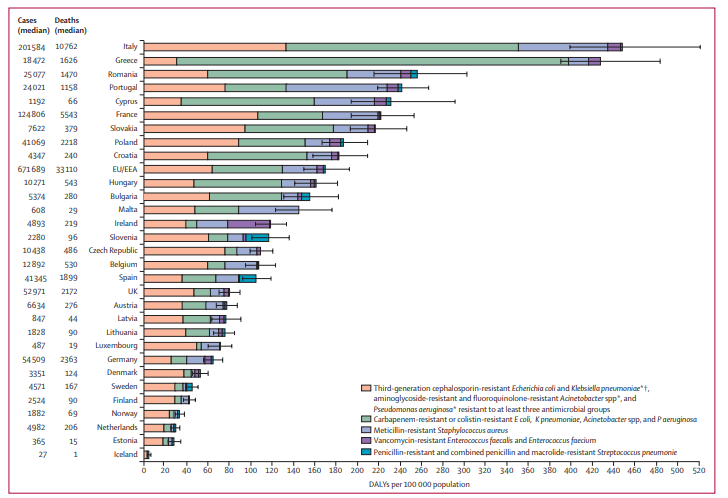 Cases Deaths
(median) (median)
201584 10762 Italy
18472 1626 Greece
25077 1470 Romania
24021 1158 Portugal
1192 66 Cyprus
124806 5543 France
7622 379 Slovakia
41069 2218 Poland
4347 240 Croatia
671689 33110 EU/EEA
10271 543 Hungary
5374 280 Bulgaria
608 29 Malta
4893 219 Ireland
2280 96 Slovenia
10438 486 Czech Republic
12892 530 Belgium
41345 1899 Spain
52971 2172 UK
6634 276 Austria
847 44 Latvia
1828 90 Lithuania
487 19 Luxembourg
54509 2363 Germany
3351 124 Denmark
4571 167 Sweden
2524 90 Finland
1882 69 Norway
4982 206 Netherlands
365 15 Estonia
27 1 Iceland
Third-generation cephalosporin-resistant Escherichia coli and Klebsiella pneumoniae*†,
aminoglycoside-resistant and fluoroquinolone-resistant Acinetobacter spp*, and
Pseudomonas aeruginosa* resistant to at least three antimicrobial groups
Carbapenem-resistant or colistin-resistant E coli, K pneumoniae, Acinetobacter spp, and P aeruginosa
Meticillin-resistant Staphylococcus aureus
Vancomycin-resistant Enterococcus faecalis and Enterococcus faecium
Penicillin-resistant and combined penicillin and macrolide-resistant Streptococcus pneumonie
0 20 40 60 80 100 120 140 160 180 200 220 240 260 280 300 320 340 360 380 400 420 440 460 480 500 520
DALYs per 100 000 population